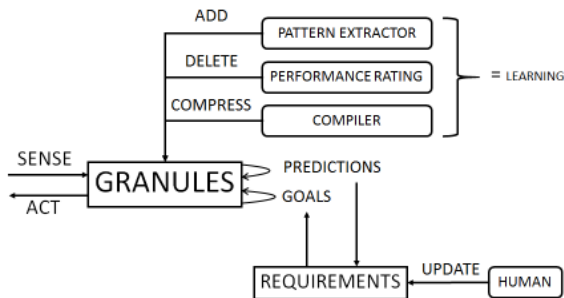 ADD
PATTERN EXTRACTOR
DELETE
PERFORMANCE RATING
= LEARNING
COMPRESS
COMPILER
SENSE
GRANULES
PREDICTIONS
GOALS
ACT
REQUIREMENTS
UPDATE
HUMAN